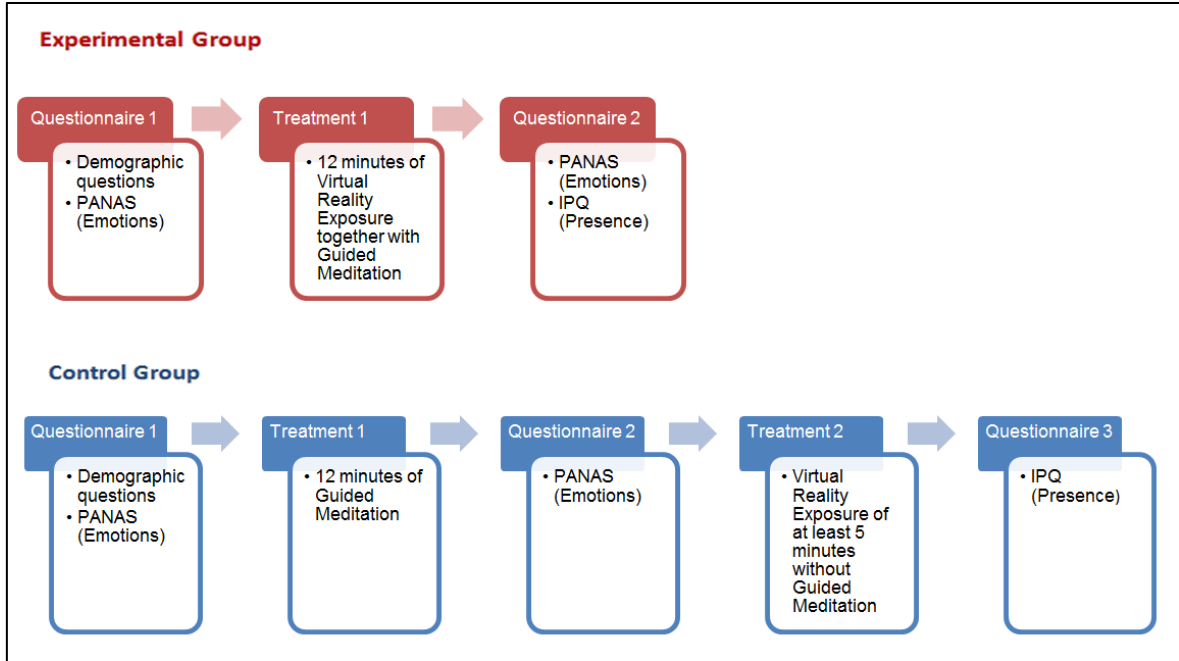 Experimental Group
Questionnaire 1
• Demographic
questions
• PANAS
(Emotions)
Treatment 1
• 12 minutes of
Virtual
Reality
Exposure
together with
Guided
Meditation
Questionnaire 2
• PANAS
(Emotions)
• IPQ
(Presence)
Control Group
Questionnaire 1
• Demographic
questions
• PANAS
(Emotions)
Treatment 1
• 12 minutes of
Guided
Meditation
Questionnaire 2
• PANAS
(Emotions)
Treatment 2
• Virtual
Reality
Exposure of
at least 5
minutes
without
Guided
Meditation
Questionnaire 3
• IPQ
(Presence)